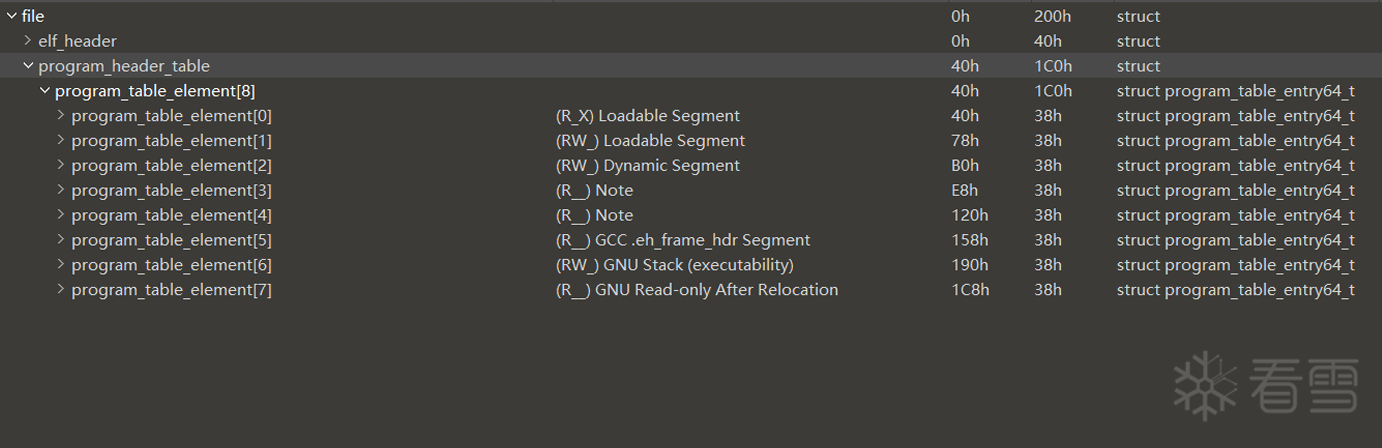 file 0h 200h struct
elf_header 0h 40h struct
program_header_table 40h 1C0h struct
program_table_element[8] 40h 1C0h struct program_table_entry64_t
program_table_element[0] (R_X) Loadable Segment 40h 38h struct program_table_entry64_t
program_table_element[1] (RW_) Loadable Segment 78h 38h struct program_table_entry64_t
program_table_element[2] (RW_) Dynamic Segment B0h 38h struct program_table_entry64_t
program_table_element[3] (R__) Note E8h 38h struct program_table_entry64_t
program_table_element[4] (R__) Note 120h 38h struct program_table_entry64_t
program_table_element[5] (R__) GCC .eh_frame_hdr Segment 158h 38h struct program_table_entry64_t
program_table_element[6] (RW_) GNU Stack (executability) 190h 38h struct program_table_entry64_t
program_table_element[7] (R__) GNU Read-only After Relocation 1C8h 38h struct program_table_entry64_t
看雪